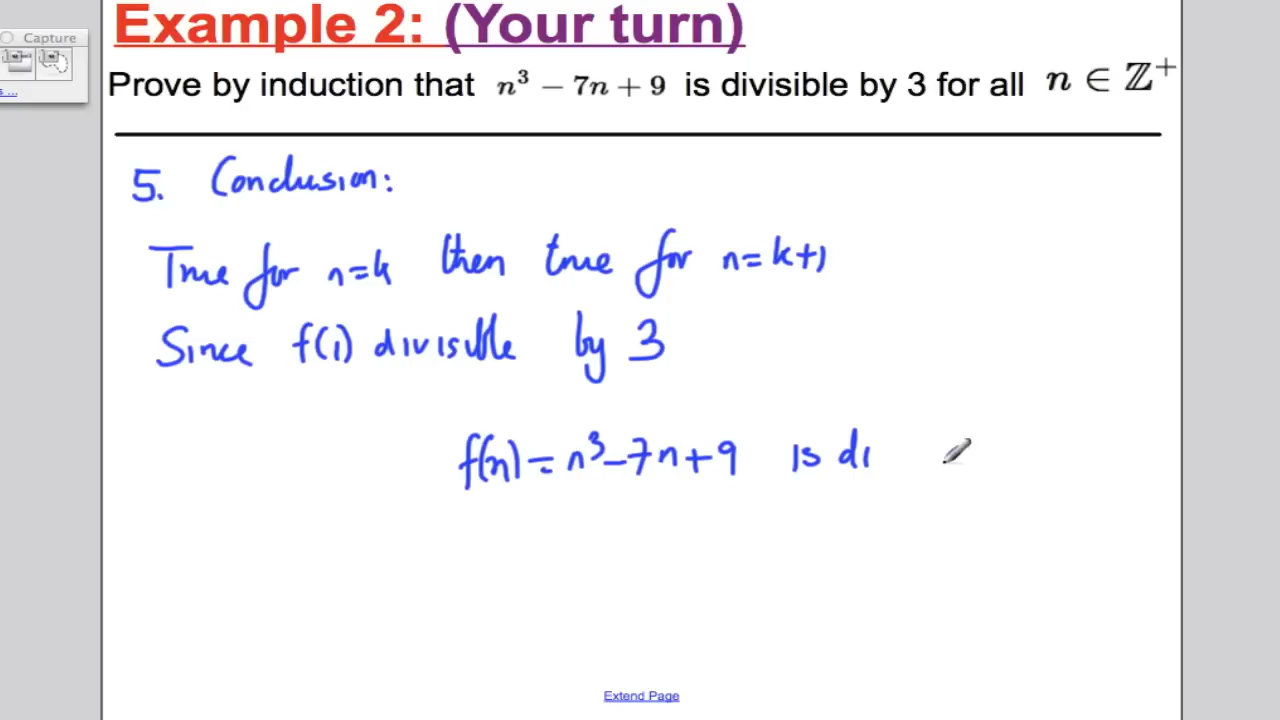 Capture
Example 2: (Your turn)
s ...
Prove by induction that n³ − 7n + 9 is divisible by 3 for all n ∈ ℤ⁺
5. Conclusion:
True for n=k then true for n=k+1
Since f(1) divisible by 3
f(n) = n³-7n+9 is di
Extend Page